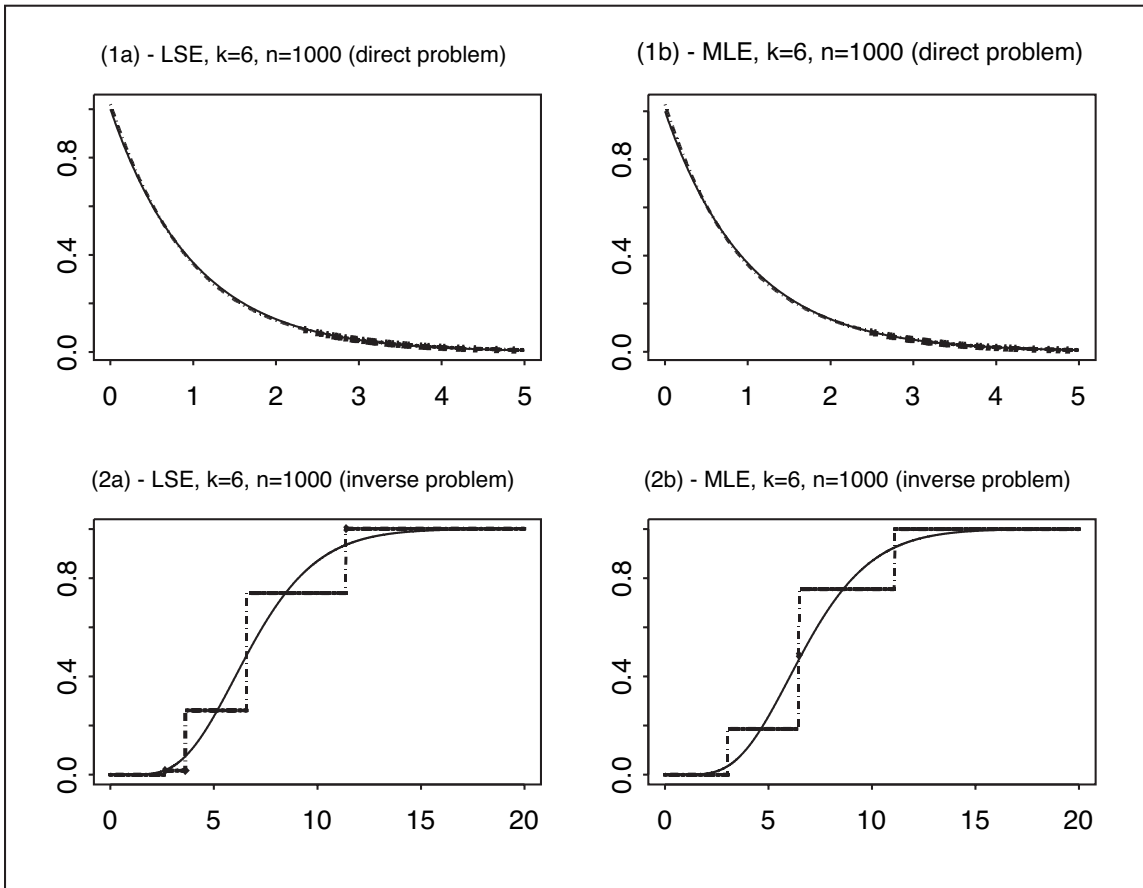 (1a) - LSE, k=6, n=1000 (direct problem)
0.8
0.4
0.0
0 1 2 3 4 5
(1b) - MLE, k=6, n=1000 (direct problem)
0.8
0.4
0.0
0 1 2 3 4 5
(2a) - LSE, k=6, n=1000 (inverse problem)
0.8
0.4
0.0
0 5 10 15 20
(2b) - MLE, k=6, n=1000 (inverse problem)
0.8
0.4
0.0
0 5 10 15 20